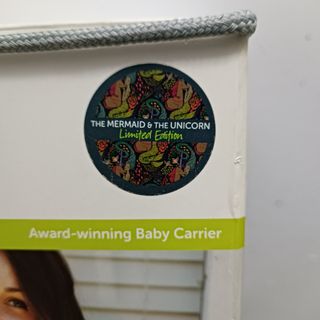 THE MERMAID & THE UNICORN
Limited Edition
Award-winning Baby Carrier